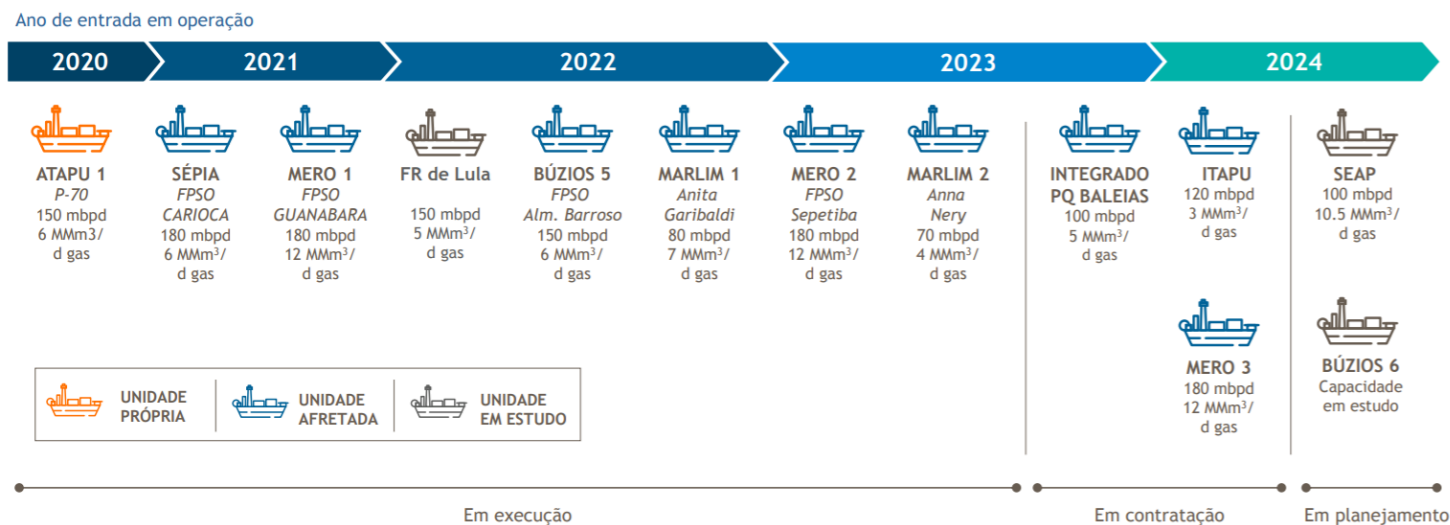 Ano de entrada em operação
2020
2021
2022
2023
2024
ATAPU 1
P-70
150 mbpd
6 MMm3/
d gas
SÉPIA
FPSO
CARIOCA
180 mbpd
6 MMm³/
d gas
MERO 1
FPSO
GUANABARA
180 mbpd
12 MMm³/
d gas
FR de Lula
150 mbpd
5 MMm³/
d gas
BÚZIOS 5
FPSO
Alm. Barroso
150 mbpd
6 MMm³/
d gas
MARLIM 1
Anita
Garibaldi
80 mbpd
7 MMm³/
d gas
MERO 2
FPSO
Sepetiba
180 mbpd
12 MMm³/
d gas
MARLIM 2
Anna
Nery
70 mbpd
4 MMm³/
d gas
INTEGRADO
PQ BALEIAS
100 mbpd
5 MMm³/
d gas
ITAPU
120 mbpd
3 MMm³/
d gas
SEAP
100 mbpd
10.5 MMm³/
d gas
MERO 3
180 mbpd
12 MMm³/
d gas
BÚZIOS 6
Capacidade
em estudo
UNIDADE
PRÓPRIA
UNIDADE
AFRETADA
UNIDADE
EM ESTUDO
Em execução
Em contratação
Em planejamento